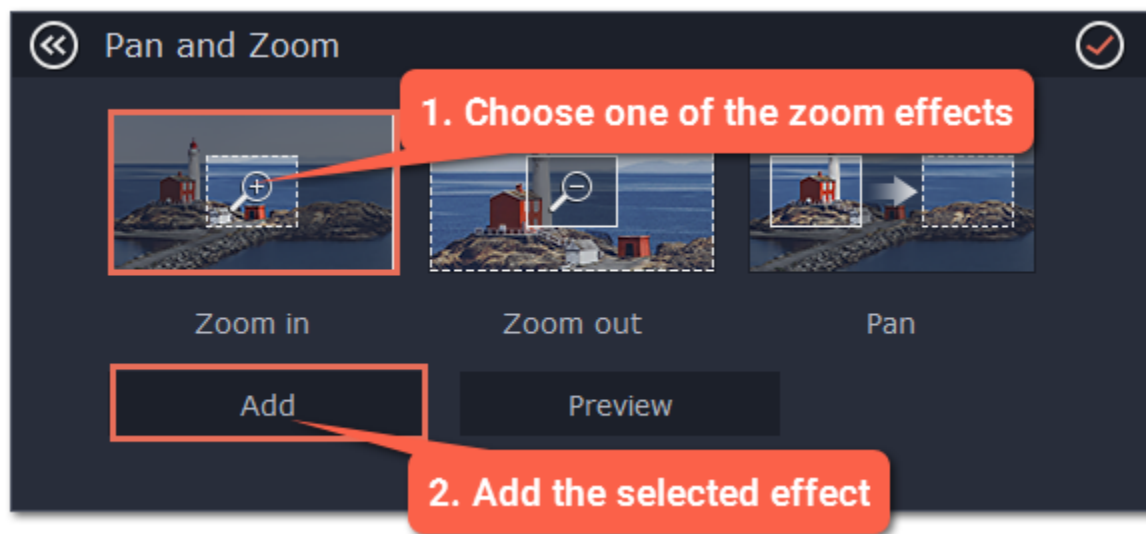 Pan and Zoom
1. Choose one of the zoom effects
Zoom in
Zoom out
Pan
Add
Preview
2. Add the selected effect